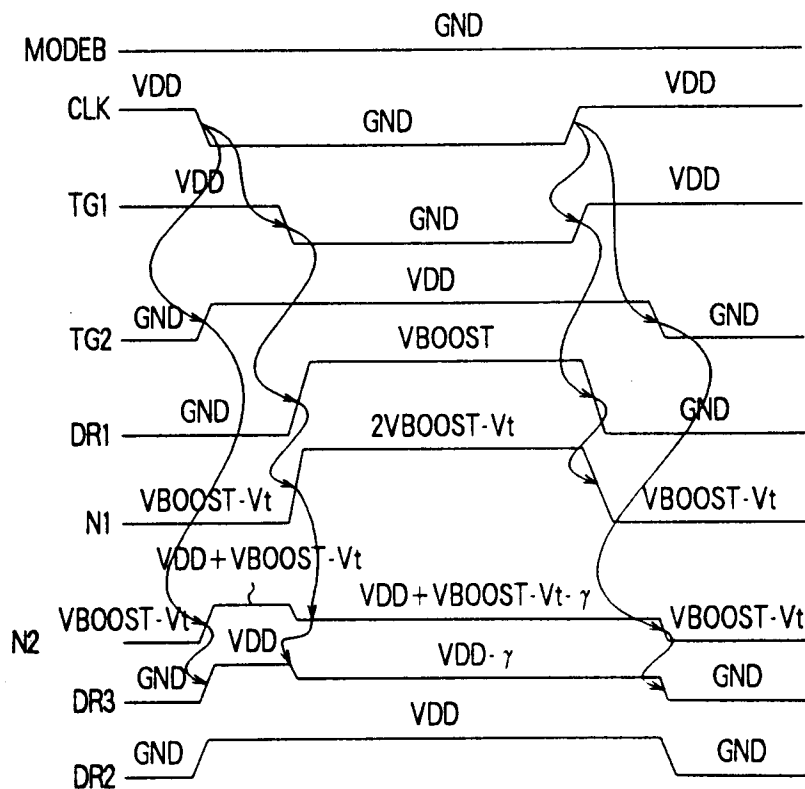 GND
MODEB
VDD VDD
CLK GND
VDD VDD
TG1 GND
VDD
GND GND
TG2
VBOOST
GND GND
DR1
2VBOOST-Vt
VBOOST-Vt VBOOST-Vt
N1
VDD+VBOOST-Vt
VDD+VBOOST-Vt-γ
VBOOST-Vt VBOOST-Vt
N2
VDD VDD-γ
GND GND
DR3
VDD
GND GND
DR2